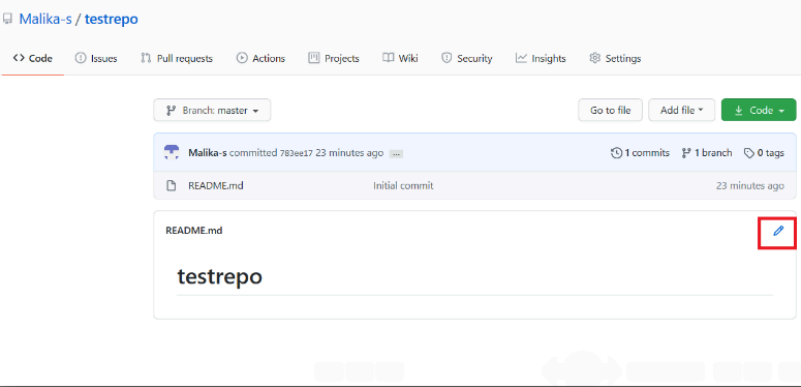 Malika-s / testrepo
<> Code Issues Pull requests Actions Projects Wiki Security Insights Settings
Branch: master Go to file Add file Code
Malika-s committed 783ee17 23 minutes ago ... 1 commits 1 branch 0 tags
README.md Initial commit 23 minutes ago
README.md
testrepo